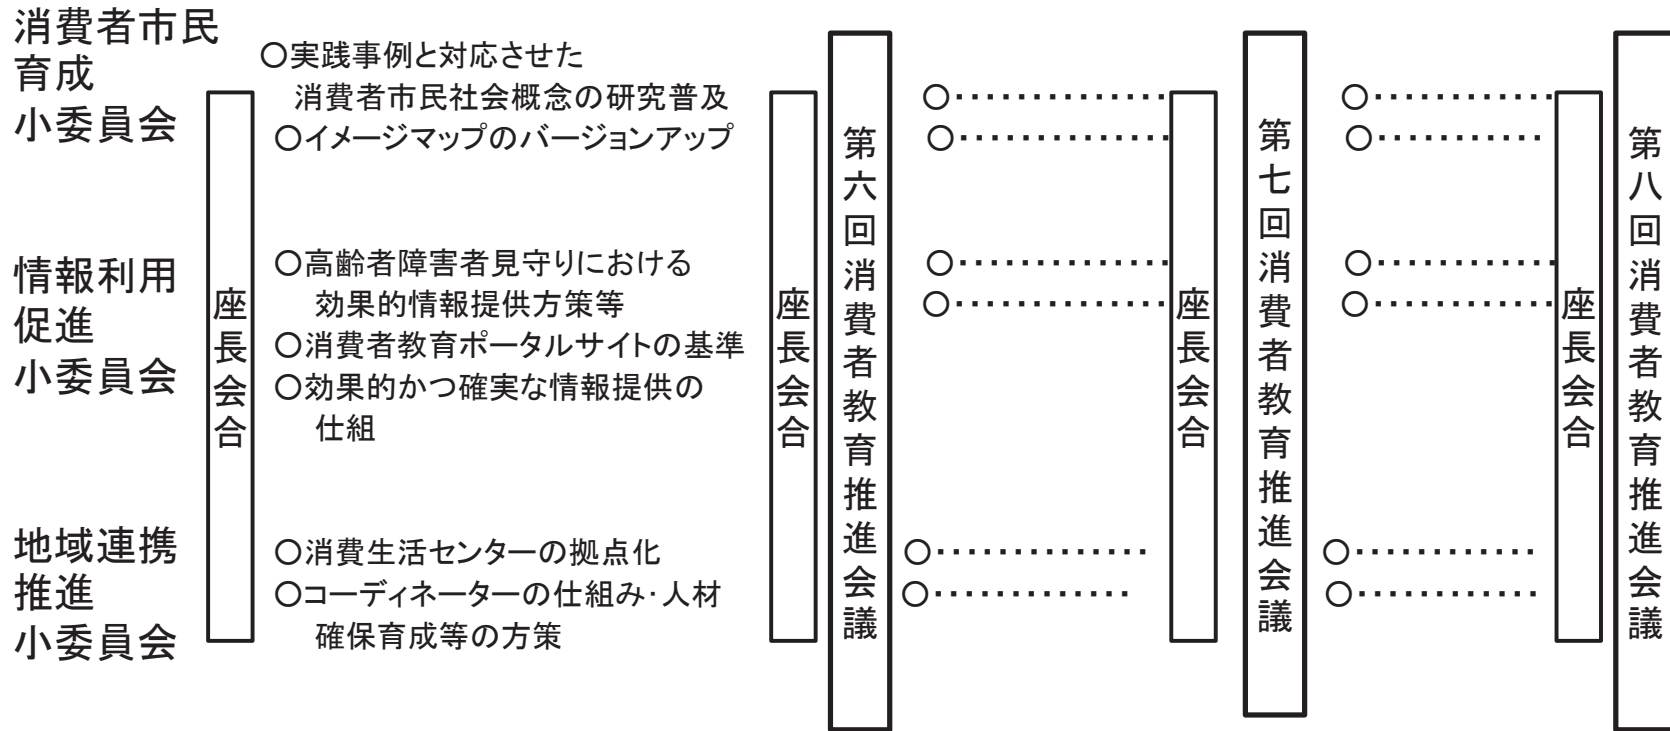 消費者市民
育成
小委員会
情報利用
促進
小委員会
地域連携
推進
小委員会
座長会合
○実践事例と対応させた
消費者市民社会概念の研究普及
○イメージマップのバージョンアップ
○高齢者障害者見守りにおける
効果的情報提供方策等
○消費者教育ポータルサイトの基準
○効果的かつ確実な情報提供の
仕組
○消費生活センターの拠点化
○コーディネーターの仕組み・人材
確保育成等の方策
座長会合
第六回消費者教育推進会議
○・・・・・・・・・・・・・・
○・・・・・・・・・・・・・・
○・・・・・・・・・・・・・・
○・・・・・・・・・・・・・・
○・・・・・・・・・・・・・・
○・・・・・・・・・・・・・
座長会合
第七回消費者教育推進会議
○・・・・・・・・・・・・
○・・・・・・・・・・・
○・・・・・・・・・・・・
○・・・・・・・・・・・・
○・・・・・・・・・・・・
○・・・・・・・・・・・・
座長会合
第八回消費者教育推進会議